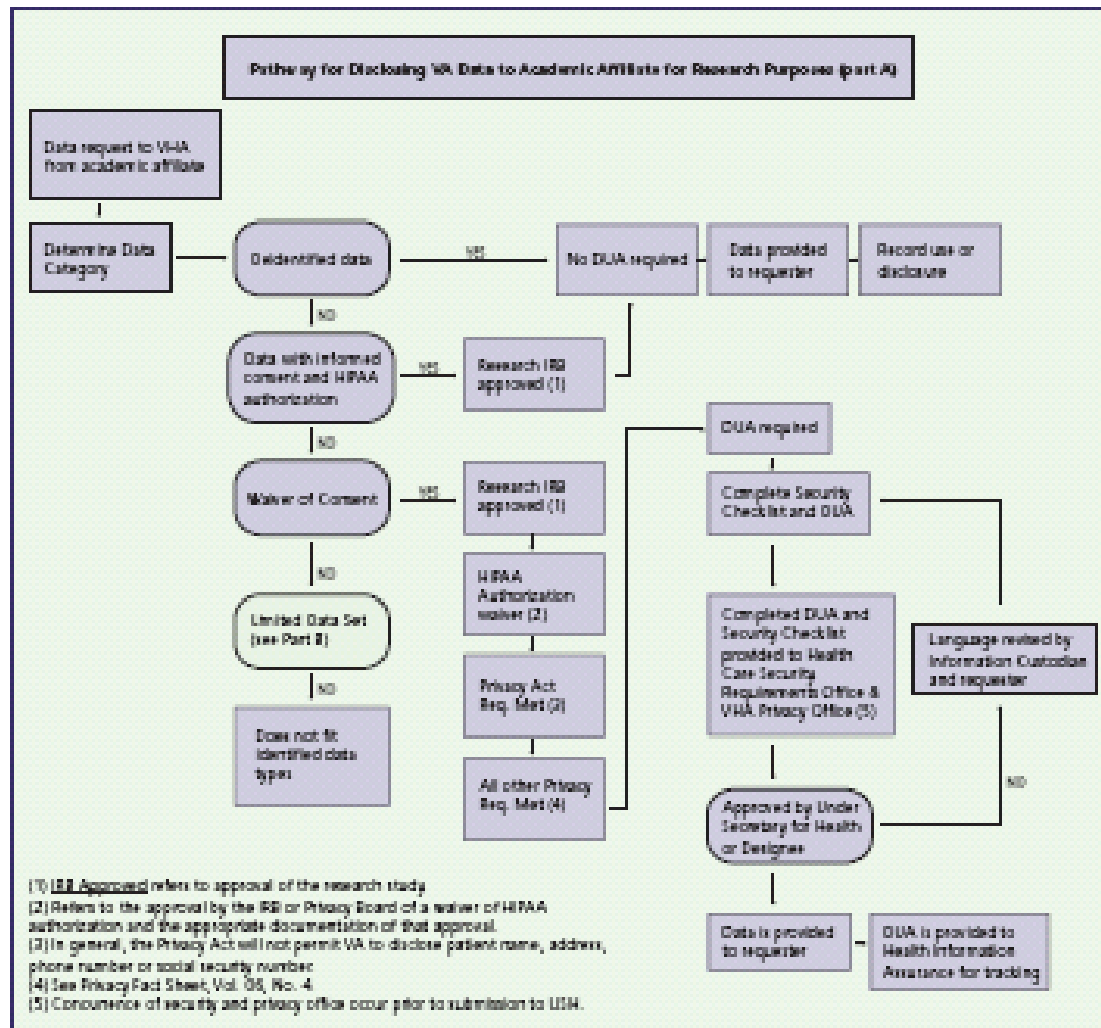 Pathway for Disclosing VA Data to Academic Affiliate for Research Purposes (part A)
Data request to VHA
from academic affiliate
Determine Data
Category
Deidentified data
YES
No DUA required
Data provided
to requester
Record use or
disclosure
NO
Data with informed
consent and HIPAA
authorization
YES
Research IRB
approved (1)
NO
Waiver of Consent
YES
Research IRB
approved (1)
HIPAA
Authorization
waiver (2)
Privacy Act
Req. Met (3)
All other Privacy
Req. Met (4)
NO
Limited Data Set
(see Part B)
NO
Does not fit
identified data
types
DUA required
Complete Security
Checklist and DUA
Completed DUA and
Security Checklist
provided to Health
Care Security
Requirements Office &
VHA Privacy Office (5)
Language revised by
Information Custodian
and requester
NO
Approved by Under
Secretary for Health
or Designee
Data is provided
to requester
DUA is provided to
Health Information
Assurance for tracking
(1) IRB Approved refers to approval of the research study.
(2) Refers to the approval by the IRB or Privacy Board of a waiver of HIPAA
authorization and the appropriate documentation of that approval.
(3) In general, the Privacy Act will not permit VA to disclose patient name, address,
phone number or social security number.
(4) See Privacy Fact Sheet, Vol. 06, No. 4.
(5) Concurrence of security and privacy office occur prior to submission to USH.